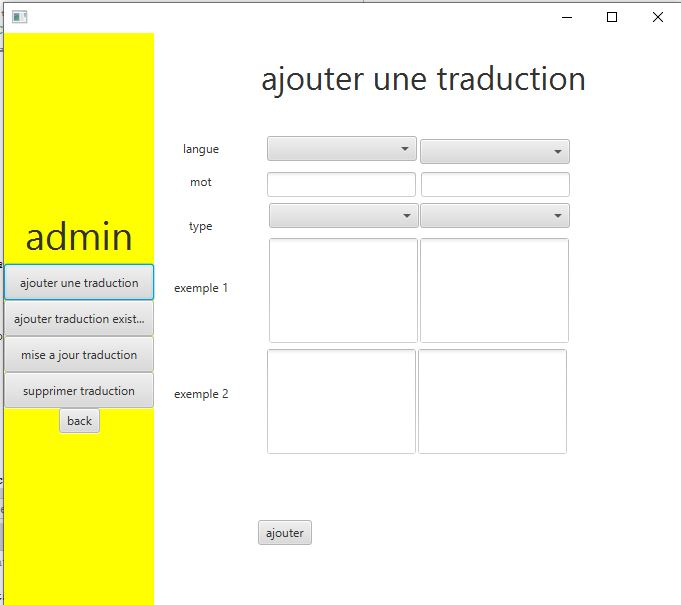 ajouter une traduction
langue
mot
type
exemple 1
exemple 2
ajouter
admin
ajouter une traduction
ajouter traduction exist...
mise a jour traduction
supprimer traduction
back